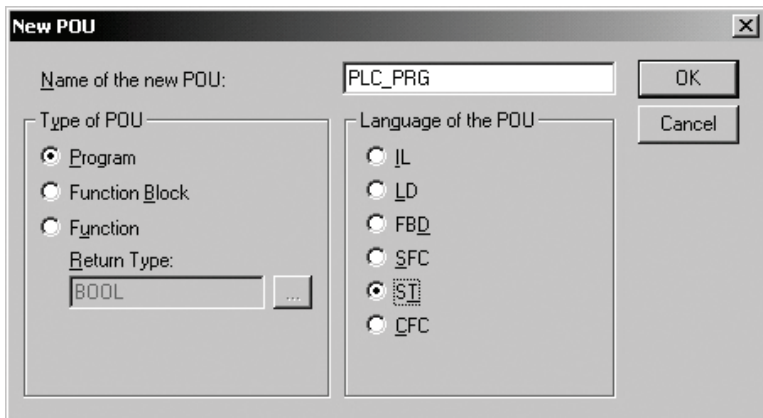 New POU
Name of the new POU:
PLC_PRG
OK
Cancel
Type of POU
Program
Function Block
Function
Return Type:
BOOL
...
Language of the POU
IL
LD
FBD
SFC
ST
CFC